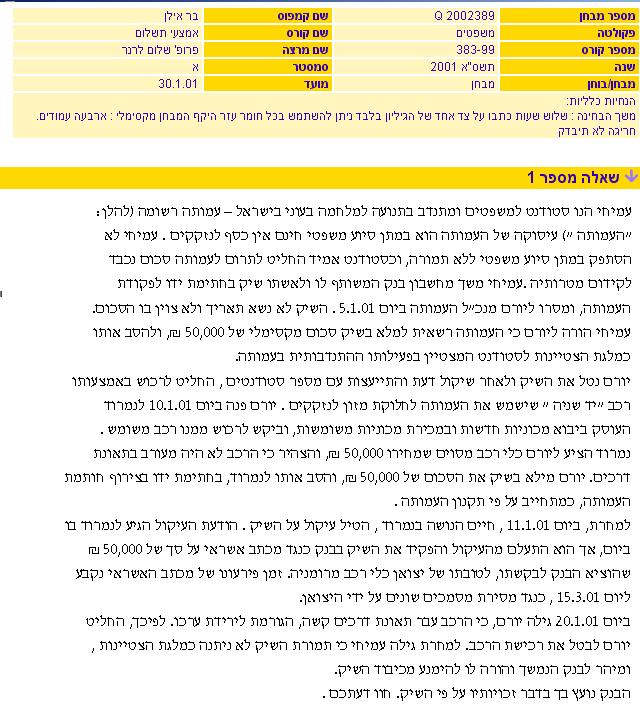 מספר מבחן Q 2002389 שם קמפוס בר אילן
פקולטה משפטים שם קורס אמצעי תשלום
מספר קורס 383-99 שם מרצה פרופ' שלום לרנר
שנה תשס"א 2001 סמסטר א
מבחן/בוחן מבחן מועד 30.1.01
הנחיות כלליות:
משך הבחינה : שלוש שעות כתבו על צד אחד של הגיליון בלבד ניתן להשתמש בכל חומר עזר היקף המבחן מקסימלי : ארבעה עמודים.
חריגה לא תיבדק
שאלה מספר 1
עמיחי הנו סטודנט למשפטים ומתנדב בתנועה למלחמה בעוני בישראל – עמותה רשומה (להלן :
"העמותה ") עיסוקה של העמותה הוא במתן סיוע משפטי חינם אין כסף לנזקקים . עמיחי לא
הסתפק במתן סיוע משפטי ללא תמורה, וכסטודנט אמיד החליט לתרום לעמותה סכום נכבד
לקידום מטרותיה .עמיחי משך מחשבון בנק המשותף לו ולאשתו שיק בחתימת ידו לפקודת
העמותה, ומסרו ליורם מנכ"ל העמותה ביום 5.1.01 . השיק לא נשא תאריך ולא צוין בו הסכום.
עמיחי הורה ליורם כי העמותה רשאית למלא בשיק סכום מקסימלי של 50,000 ₪, ולהסב אותו
כמלגת הצטיינות לסטודנט המצטיין בפעילותו ההתנדבותית בעמותה.
יורם נטל את השיק ולאחר שיקול דעת והתייעצות עם מספר סטודנטים , החליט לרכוש באמצעותו
רכב "יד שניה " שישמש את העמותה לחלוקת מזון לנזקקים . יורם פנה ביום 10.1.01 לנמרוד
העוסק ביבוא מכוניות חדשות ובמכירת מכוניות משומשות, וביקש לרכוש ממנו רכב משומש .
נמרוד הציע ליורם כלי רכב מסוים שמחירו 50,000 ₪, והצהיר כי הרכב לא היה מעורב בתאונת
דרכים. יורם מילא בשיק את הסכום של 50,000 ₪, והסב אותו לנמרוד, בחתימת ידו בצירוף חותמת
העמותה, כמתחייב על פי תקנון העמותה .
למחרת, ביום 11.1.01 , חיים הנושה בנמרוד , הטיל עיקול על השיק . הודעת העיקול הגיע לנמרוד בו
ביום, אך הוא התעלם מהעיקול והפקיד את השיק בבנק כנגד מכתב אשראי על סך של 50,000 ₪
שהוציא הבנק לבקשתו, לטובתו של יצואן כלי רכב מרומניה. זמן פירעונו של מכתב האשראי נקבע
ליום 15.3.01 , כנגד מסירת מסמכים שונים על ידי היצואן.
ביום 20.1.01 גילה יורם, כי הרכב עבר תאונת דרכים קשה, הגורמת לירידת ערכו. לפיכך, החליט
יורם לבטל את רכישת הרכב. למחרת גילה עמיחי כי תמורת השיק לא ניתנה כמלגת הצטיינות ,
ומיהר לבנק הנמשך והורה לו להימנע מכיבוד השיק.
הבנק נועץ בך בדבר זכויותיו על פי השיק. חוו דעתכם .